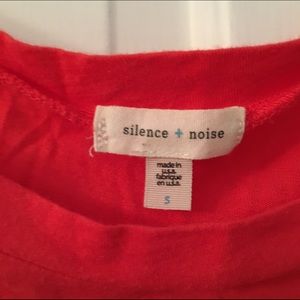 silence + noise
made in
u.s.a.
fabriqué
en u.s.a.
S